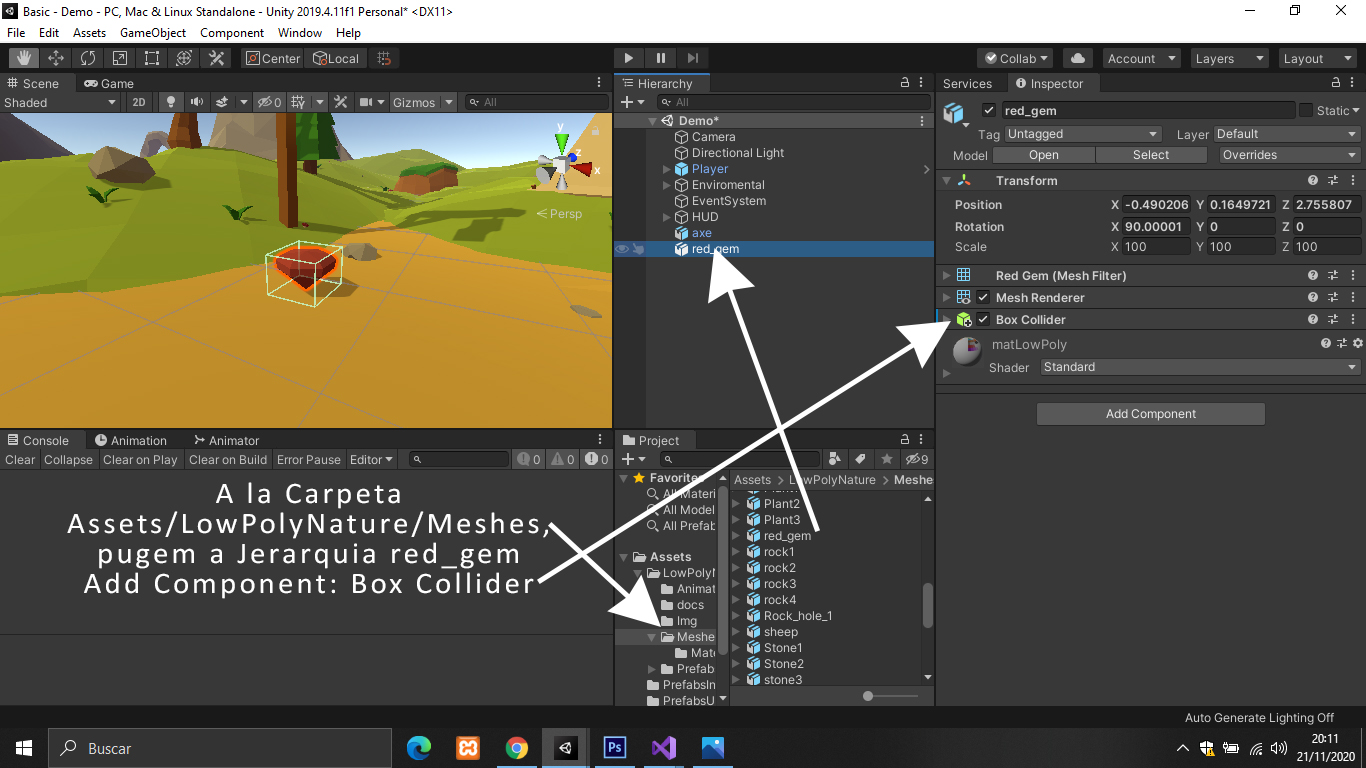 Basic - Demo - PC, Mac & Linux Standalone - Unity 2019.4.11f1 Personal* <DX11>
File Edit Assets GameObject Component Window Help
Center Local Collab Account Layers Layout
Scene Game
Shaded 2D 0 Gizmos All
y
z
x
Persp
Hierarchy
All
Demo*
Camera
Directional Light
Player
Enviromental
EventSystem
HUD
axe
red_gem
Services Inspector
red_gem Static
Tag Untagged Layer Default
Model Open Select Overrides
Transform
Position X -0.490206 Y 0.1649721 Z 2.755807
Rotation X 90.00001 Y 0 Z 0
Scale X 100 Y 100 Z 100
Red Gem (Mesh Filter)
Mesh Renderer
Box Collider
matLowPoly
Shader Standard
Add Component
Console Animation Animator
Clear Collapse Clear on Play Clear on Build Error Pause Editor 0 0 0
A la Carpeta
Assets/LowPolyNature/Meshes,
pugem a Jerarquia red_gem
Add Component: Box Collider
Project
9
Favorites
All Materi
All Model
All Prefab
Assets
LowPolyN
Animat
docs
Img
Meshe
Mate
Prefab
PrefabsIn
PrefabsU
Assets > LowPolyNature > Meshe
Plant2
Plant3
red_gem
rock1
rock2
rock3
rock4
Rock_hole_1
sheep
Stone1
Stone2
stone3
Auto Generate Lighting Off
Buscar
Ps
20:11
21/11/2020